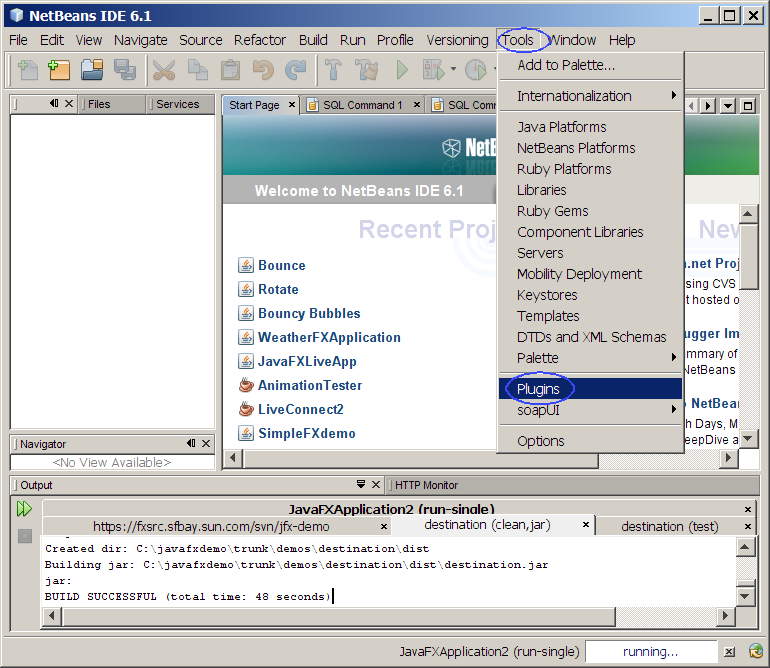 NetBeans IDE 6.1
File Edit View Navigate Source Refactor Build Run Profile Versioning Tools Window Help
Add to Palette...
Internationalization
Java Platforms
NetBeans Platforms
Ruby Platforms
Libraries
Ruby Gems
Component Libraries
Servers
Mobility Deployment
Keystores
Templates
DTDs and XML Schemas
Palette
Plugins
soapUI
Options
Files Services
Start Page SQL Command 1 SQL Com
NetB
Welcome to NetBeans IDE 6.1
Recent Proj New
Bounce
Rotate
Bouncy Bubbles
WeatherFXApplication
JavaFXLiveApp
AnimationTester
LiveConnect2
SimpleFXdemo
.net Proj
sing CVS
t hosted o
ugger Im
mmary of
NetBeans
NetBean
h Days, M
eepDive a
Navigator
<No View Available>
Output HTTP Monitor
JavaFXApplication2 (run-single)
https://fxsrc.sfbay.sun.com/svn/jfx-demo destination (clean,jar) destination (test)
Created dir: C:\javafxdemo\trunk\demos\destination\dist
Building jar: C:\javafxdemo\trunk\demos\destination\dist\destination.jar
jar:
BUILD SUCCESSFUL (total time: 48 seconds)
JavaFXApplication2 (run-single) running...